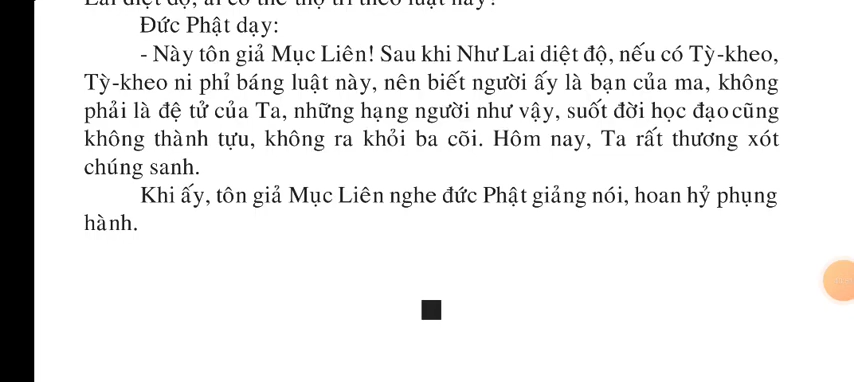 Đức Phật dạy:
- Này tôn giả Mục Liên! Sau khi Như Lai diệt độ, nếu có Tỳ-kheo,
Tỳ-kheo ni phỉ báng luật này, nên biết người ấy là bạn của ma, không
phải là đệ tử của Ta, những hạng người như vậy, suốt đời học đạo cũng
không thành tựu, không ra khỏi ba cõi. Hôm nay, Ta rất thương xót
chúng sanh.
Khi ấy, tôn giả Mục Liên nghe đức Phật giảng nói, hoan hỷ phụng
hành.